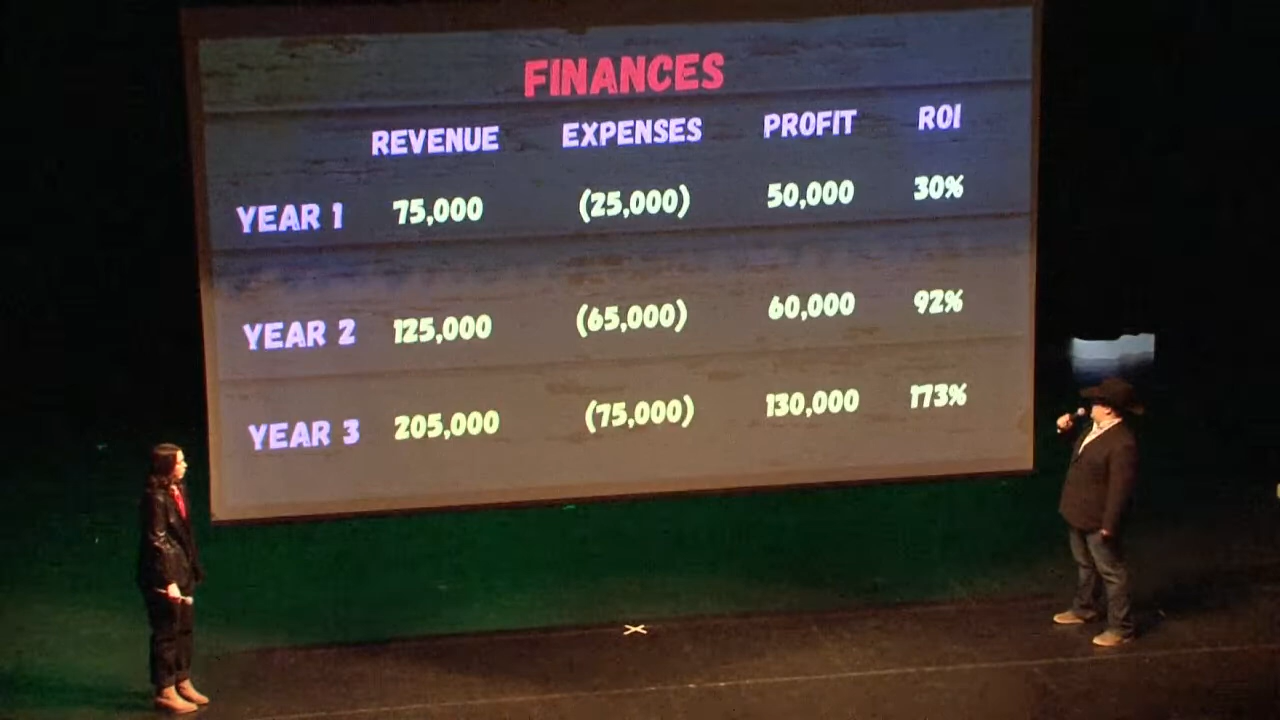 FINANCES
REVENUE EXPENSES PROFIT ROI
YEAR 1 75,000 (25,000) 50,000 30%
YEAR 2 125,000 (65,000) 60,000 92%
YEAR 3 205,000 (75,000) 130,000 173%